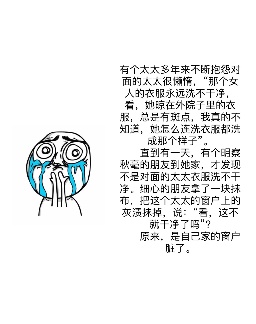 有个太太多年来不断抱怨对
面的太太很懒惰，“那个女
人的衣服永远洗不干净，
看，她晾在外院子里的衣
服，总是有斑点，我真的不
知道，她怎么连洗衣服都洗
成那个样子”。
直到有一天，有个明察
秋毫的朋友到她家，才发现
不是对面的太太衣服洗不干
净，细心的朋友拿了一块抹
布，把这个太太的窗户上的
灰渍抹掉，说：“看，这不
就干净了吗”？
原来，是自己家的窗户
脏了。